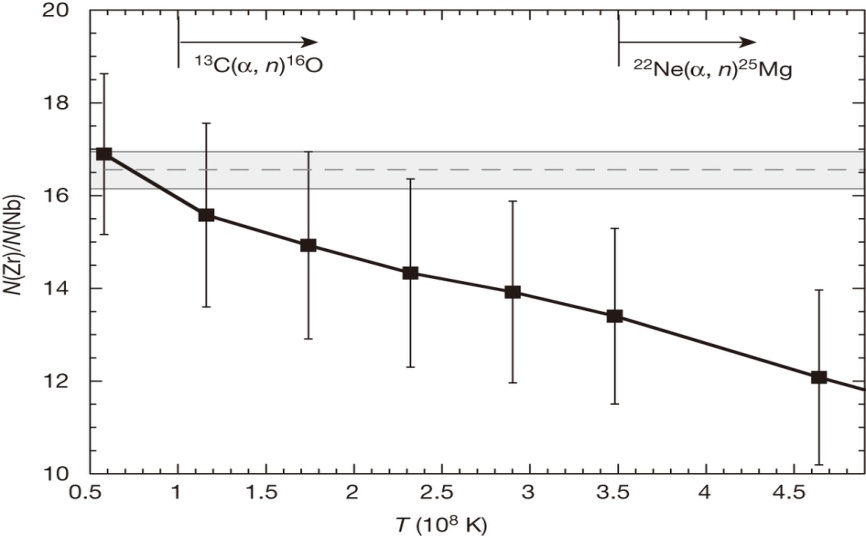 20
18
16
14
12
10
N(Zr)/N(Nb)
¹³C(α, n)¹⁶O
²²Ne(α, n)²⁵Mg
0.5 1 1.5 2 2.5 3 3.5 4 4.5
T (10⁸ K)